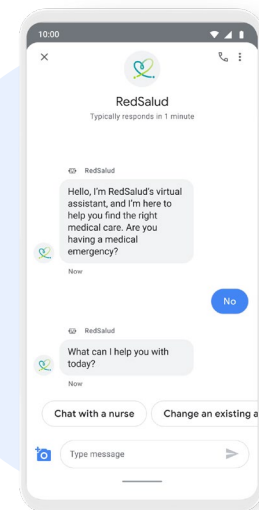 10:00
RedSalud
Typically responds in 1 minute
RedSalud
Hello, I'm RedSalud's virtual
assistant, and I'm here to
help you find the right
medical care. Are you
having a medical
emergency?
Now
No
RedSalud
What can I help you with
today?
Now
Chat with a nurse
Change an existing a
Type message